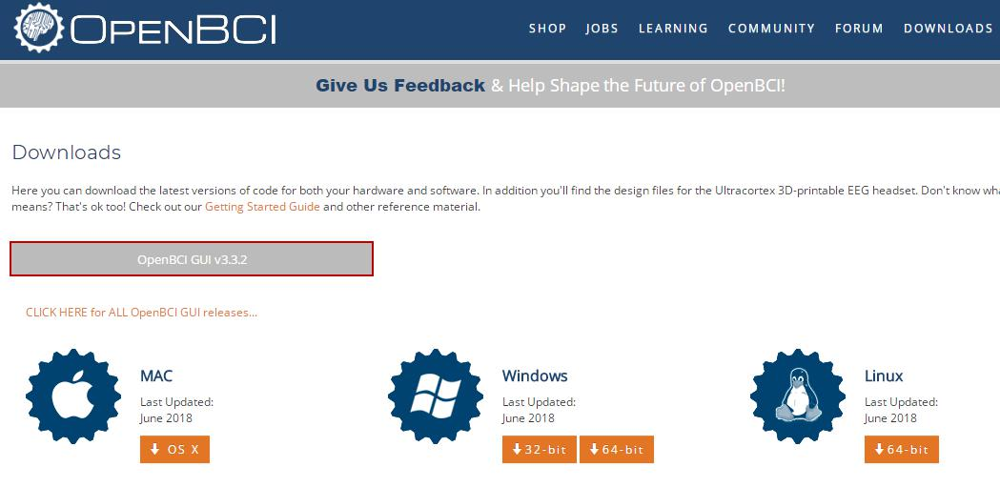 OpenBCI
SHOP JOBS LEARNING COMMUNITY FORUM DOWNLOADS
Give Us Feedback & Help Shape the Future of OpenBCI!
Downloads
Here you can download the latest versions of code for both your hardware and software. In addition you'll find the design files for the Ultracortex 3D-printable EEG headset. Don't know
means? That's ok too! Check out our Getting Started Guide and other reference material.
OpenBCI GUI v3.3.2
CLICK HERE for ALL OpenBCI GUI releases...
MAC
Last Updated:
June 2018
OS X
Windows
Last Updated:
June 2018
32-bit 64-bit
Linux
Last Updated:
June 2018
64-bit